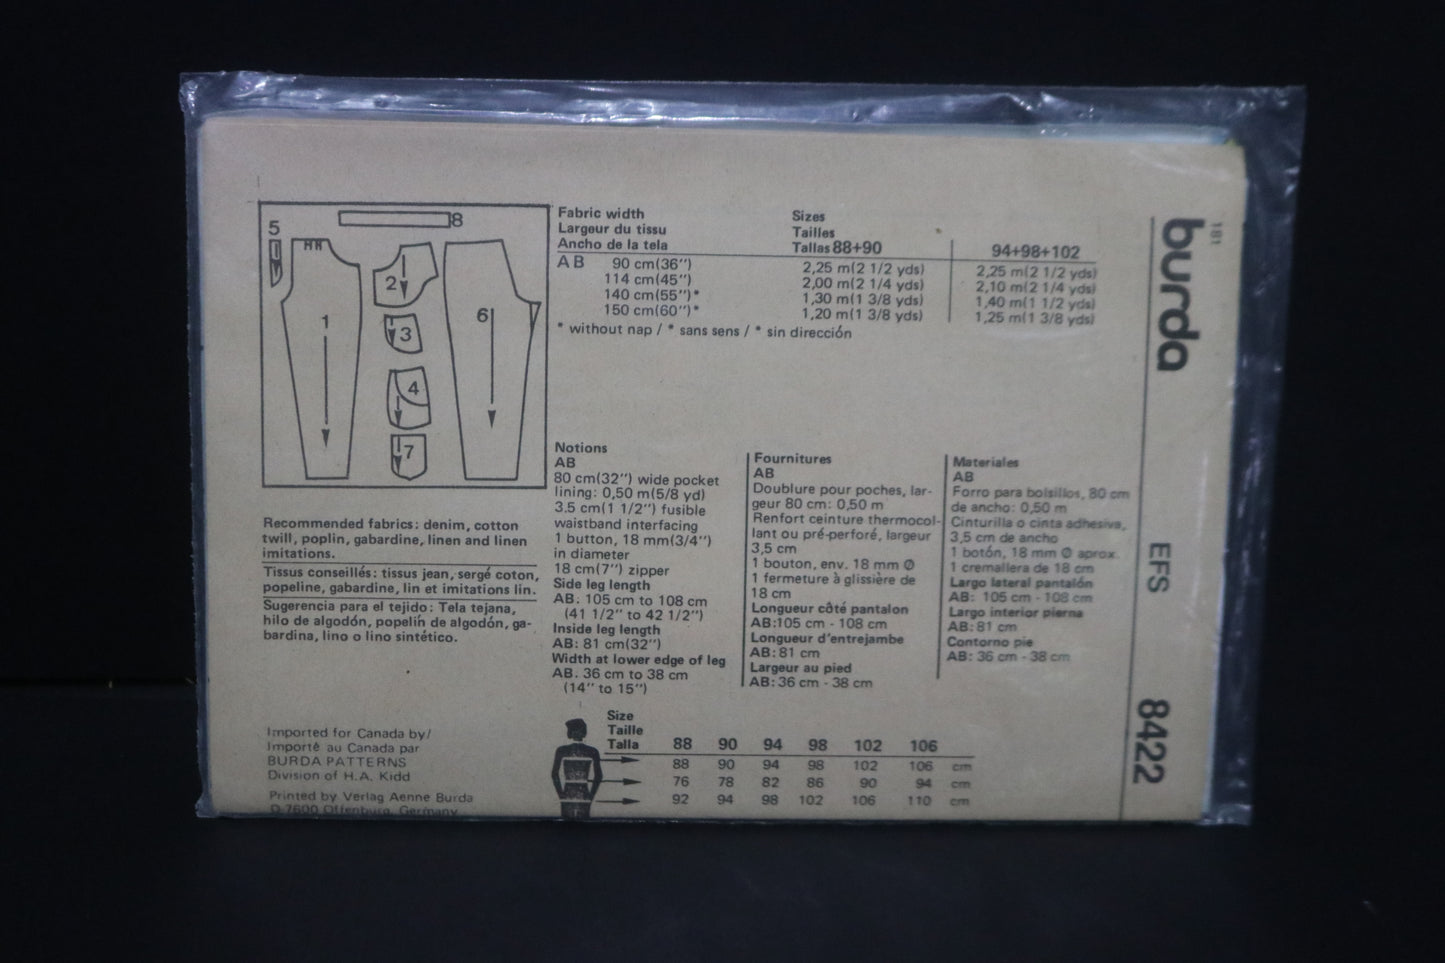 5
8
1
2
3
4
7
6
Fabric width
Largeur du tissu
Ancho de la tela
Sizes
Tailles
Tallas 88+90 94+98+102
AB 90 cm(36") 2,25 m(2 1/2 yds) 2,25 m(2 1/2 yds)
114 cm(45") 2,00 m(2 1/4 yds) 2,10 m(2 1/4 yds)
140 cm(55")* 1,30 m(1 3/8 yds) 1,40 m(1 1/2 yds)
150 cm(60")* 1,20 m(1 3/8 yds) 1,25 m(1 3/8 yds)
* without nap / * sans sens / * sin dirección
Recommended fabrics: denim, cotton
twill, poplin, gabardine, linen and linen
imitations.
Tissus conseillés: tissus jean, sergé coton,
popeline, gabardine, lin et imitations lin.
Sugerencia para el tejido: Tela tejana,
hilo de algodón, popelín de algodón, ga-
bardina, lino o lino sintético.
Notions
AB
80 cm(32") wide pocket
lining: 0,50 m(5/8 yd)
3.5 cm(1 1/2") fusible
waistband interfacing
1 button, 18 mm(3/4")
in diameter
18 cm(7") zipper
Side leg length
AB: 105 cm to 108 cm
(41 1/2" to 42 1/2")
Inside leg length
AB: 81 cm(32")
Width at lower edge of leg
AB. 36 cm to 38 cm
(14" to 15")
Fournitures
AB
Doublure pour poches, lar-
geur 80 cm: 0,50 m
Renfort ceinture thermocol-
lant ou pré-perforé, largeur
3,5 cm
1 bouton, env. 18 mm Ø
1 fermeture à glissière de
18 cm
Longueur côté pantalon
AB:105 cm - 108 cm
Longueur d'entrejambe
AB: 81 cm
Largeur au pied
AB: 36 cm - 38 cm
Materiales
AB
Forro para bolsillos, 80 cm
de ancho: 0,50 m
Cinturilla o cinta adhesiva,
3,5 cm de ancho
1 botón, 18 mm Ø aprox.
1 cremallera de 18 cm
Largo lateral pantalón
AB: 105 cm - 108 cm
Largo interior pierna
AB: 81 cm
Contorno pie
AB: 36 cm - 38 cm
Imported for Canada by/
Importé au Canada par
BURDA PATTERNS
Division of H.A. Kidd
Printed by Verlag Aenne Burda
D-7600 Offenburg, Germany
Size
Taille
Talla 88 90 94 98 102 106
88 90 94 98 102 106 cm
76 78 82 86 90 94 cm
92 94 98 102 106 110 cm
181
burda
EFS
8422